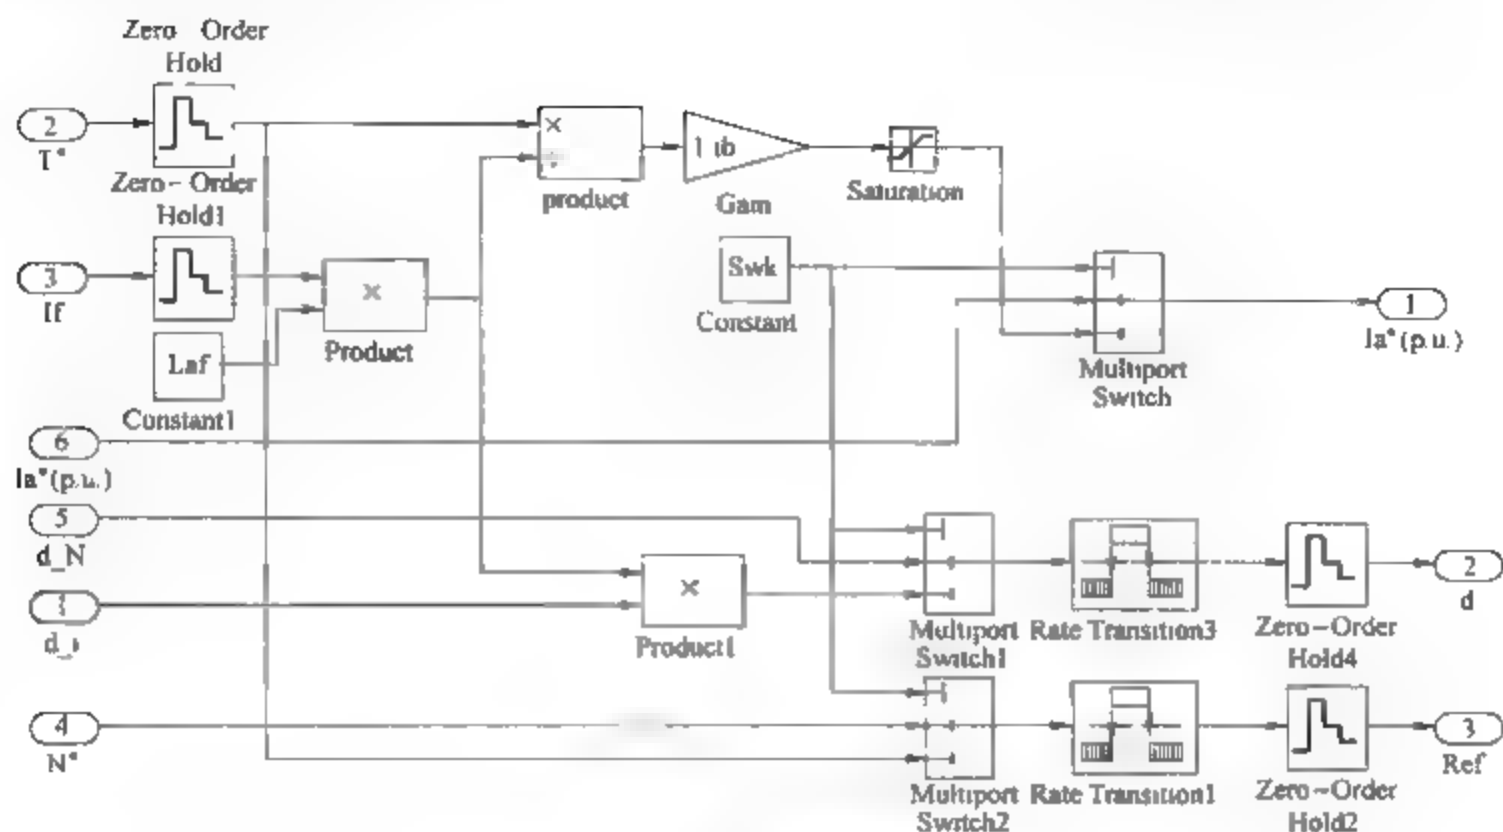 Zero-Order
Hold
2
T*
Zero-Order
Hold1
3
If
Laf
Constant1
×
Product
×
÷
product
Gain
Saturation
Swk
Constant
Multiport
Switch
1
Ia*(p.u.)
6
Ia*(p.u.)
5
d_N
1
4
N*
×
Product1
Multiport
Switch1
Rate Transition3
Zero-Order
Hold4
2
d
Multiport
Switch2
Rate Transition1
Zero-Order
Hold2
3
Ref